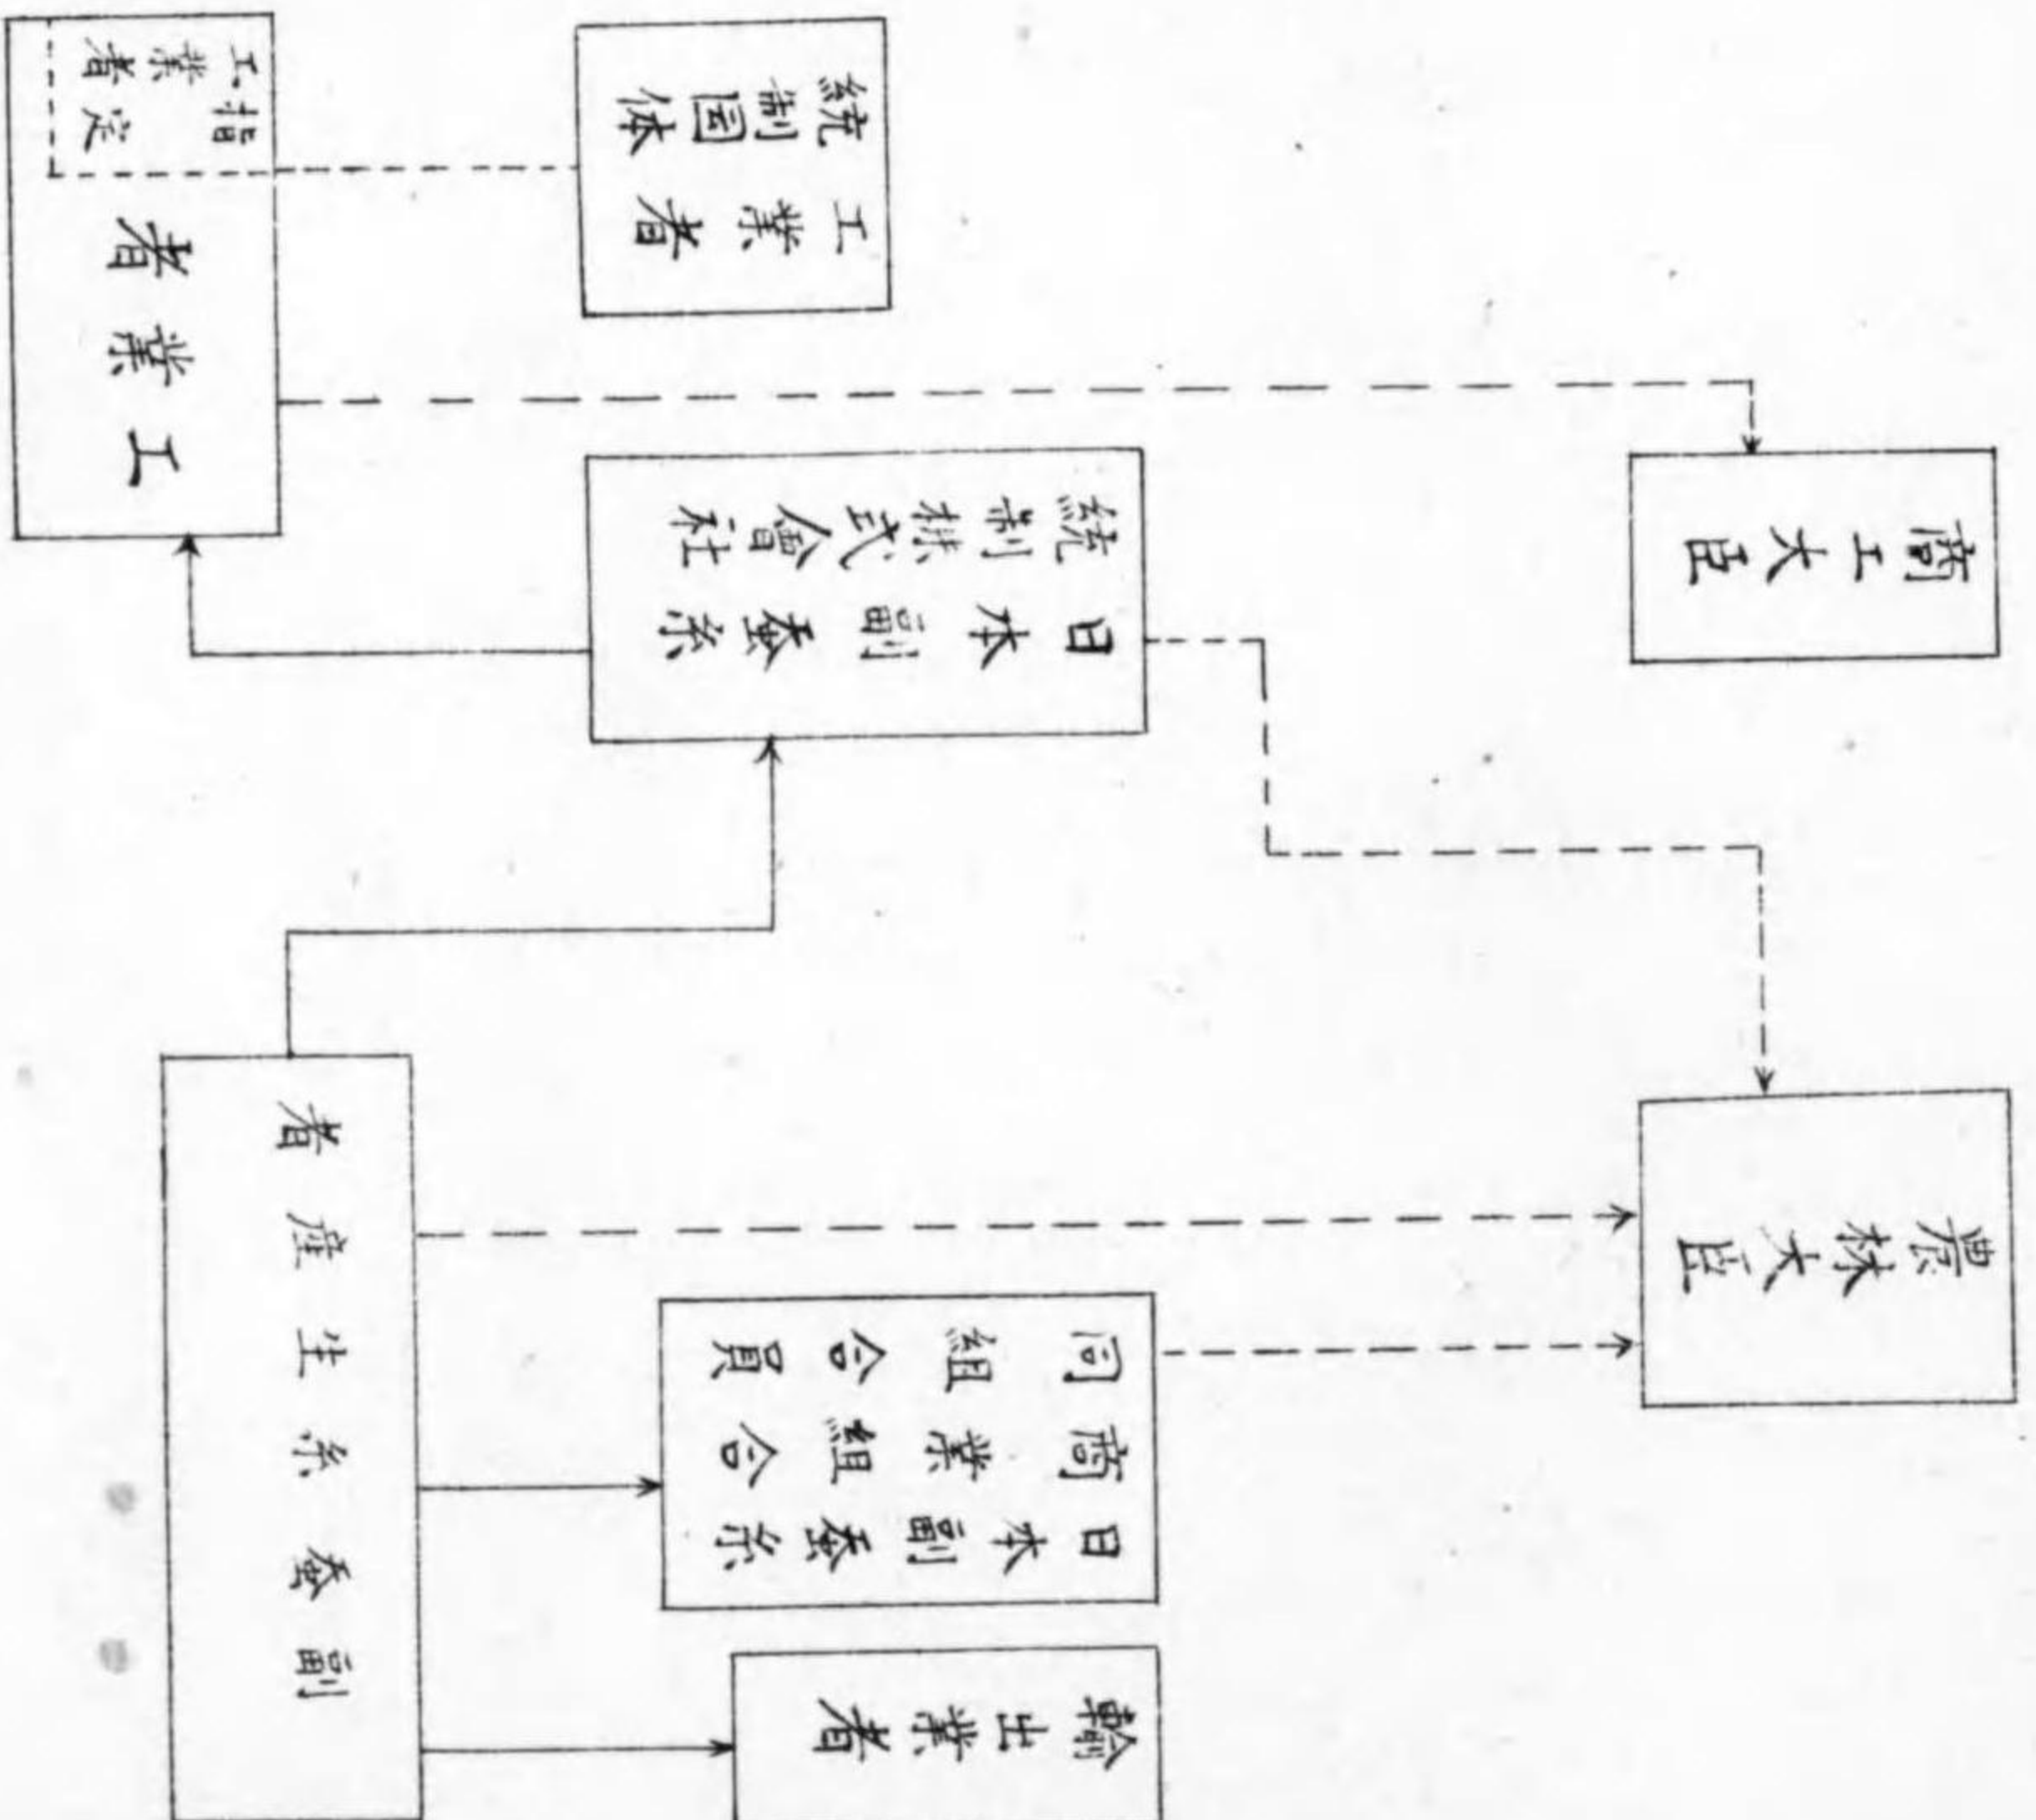 農林大臣
商工大臣
輸出業者
日本副蚕糸
商業組合
同組合員
日本副蚕糸
統制株式會社
工業者
統制国体
副蚕糸生産者
工業者
指定
工業者